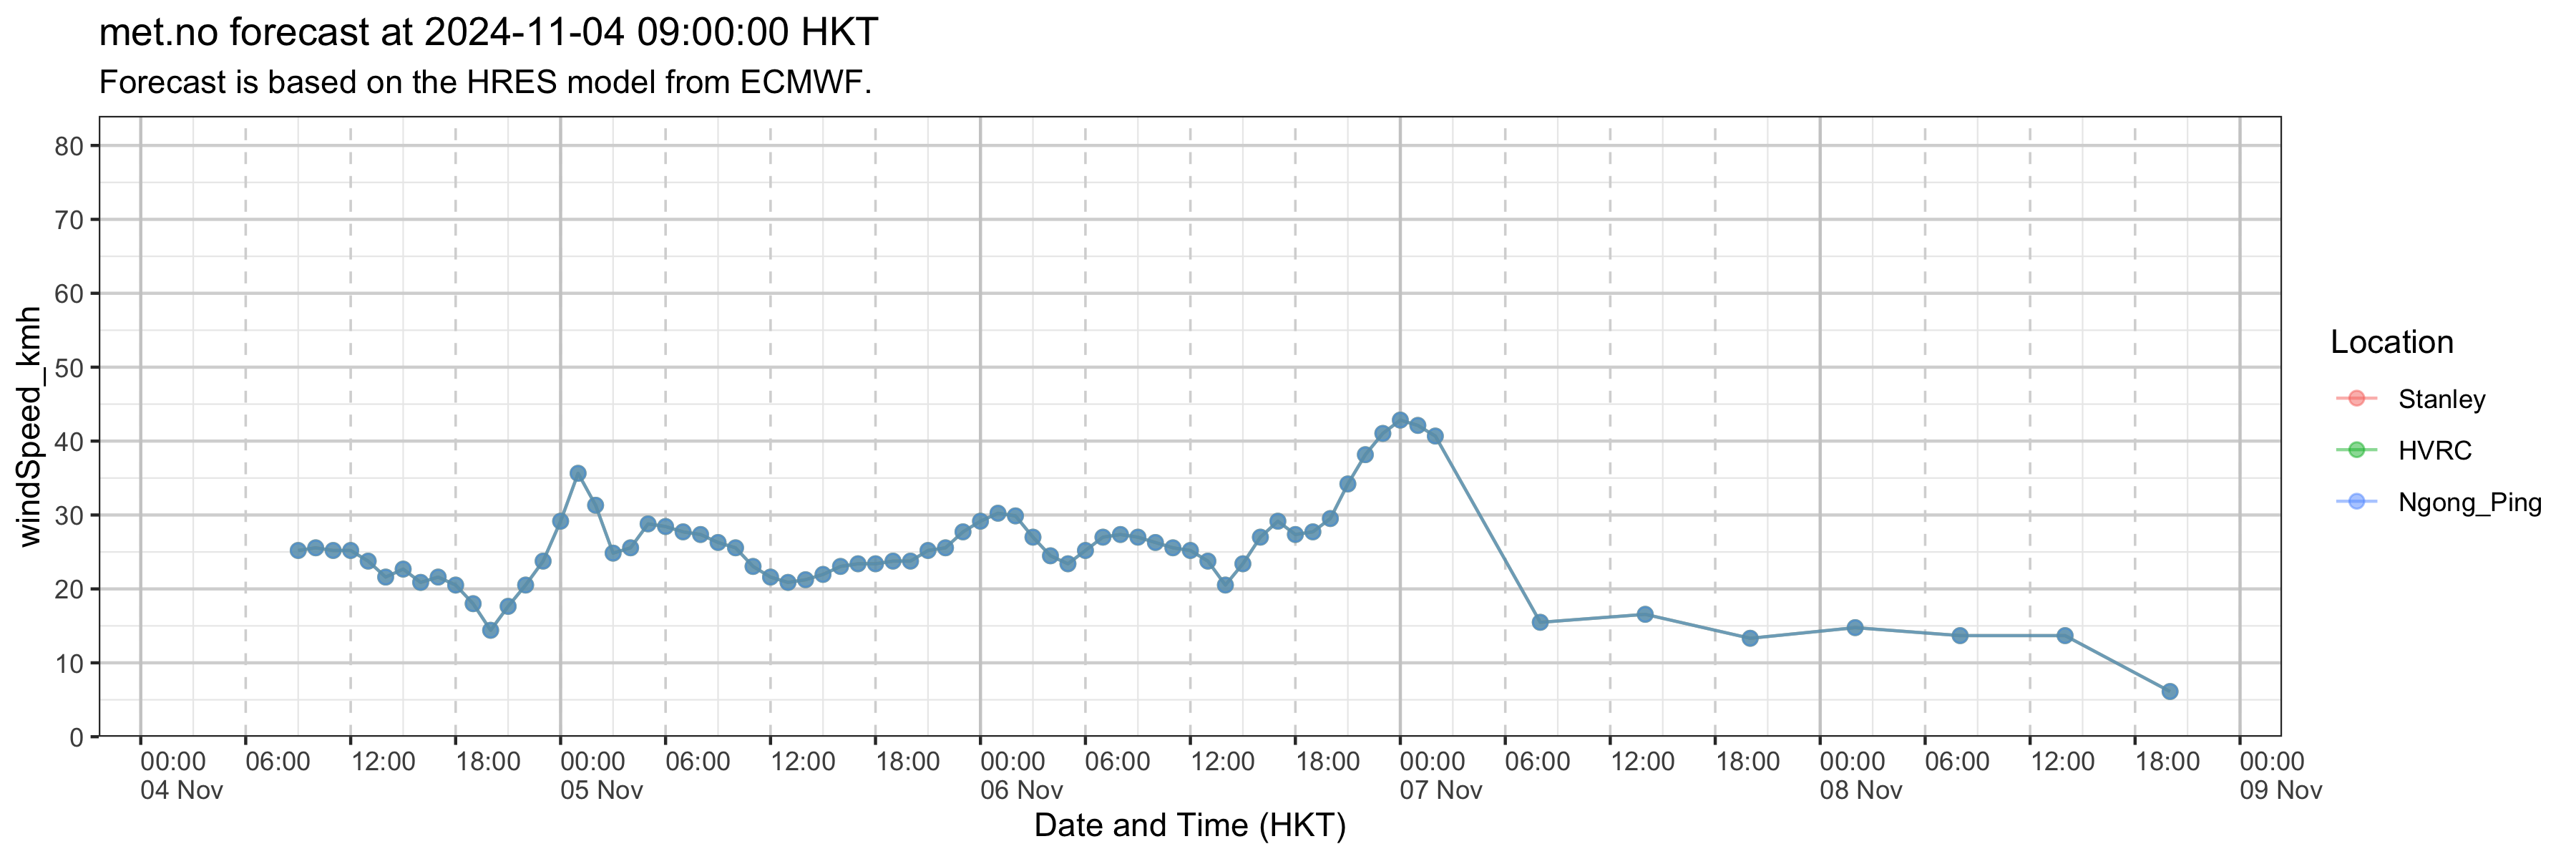 met.no forecast at 2024-11-04 09:00:00 HKT
Forecast is based on the HRES model from ECMWF.
windSpeed_kmh
80
70
60
50
40
30
20
10
0
00:00 06:00 12:00 18:00 00:00 06:00 12:00 18:00 00:00 06:00 12:00 18:00 00:00 06:00 12:00 18:00 00:00 06:00 12:00 18:00 00:00
04 Nov 05 Nov 06 Nov 07 Nov 08 Nov 09 Nov
Date and Time (HKT)
Location
Stanley
HVRC
Ngong_Ping